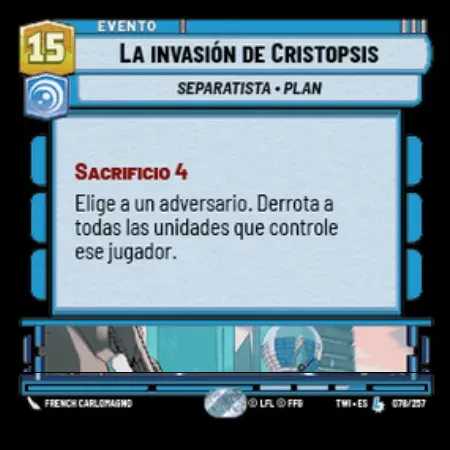 EVENTO
15
LA INVASIÓN DE CRISTOPSIS
SEPARATISTA • PLAN
SACRIFICIO 4
Elige a un adversario. Derrota a
todas las unidades que controle
ese jugador.
FRENCH CARLOMAGNO
© LFL © FFG
TWI • ES
078/257